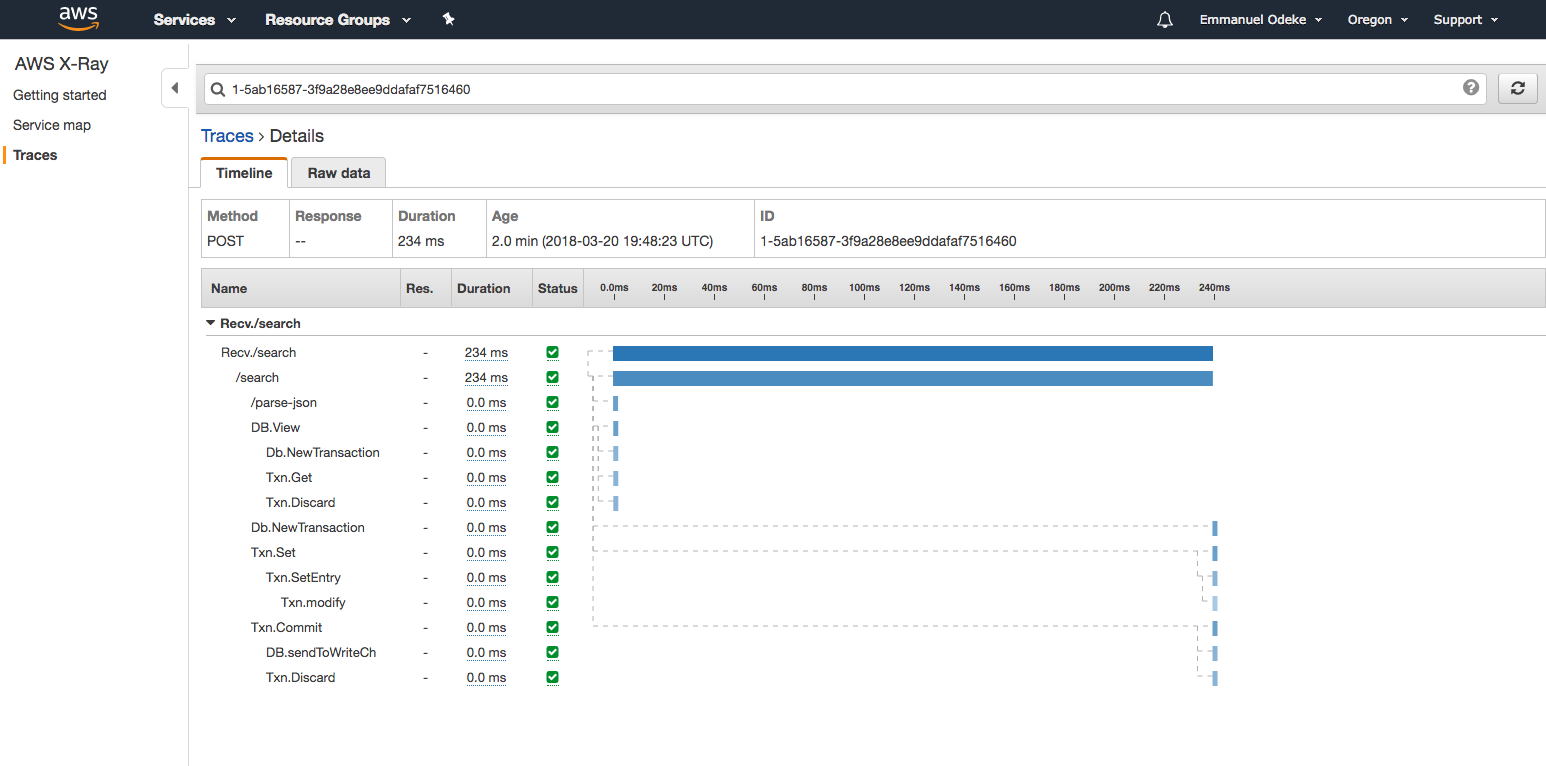 aws Services Resource Groups Emmanuel Odeke Oregon Support
AWS X-Ray
Getting started
Service map
Traces
1-5ab16587-3f9a28e8ee9ddafaf7516460 ?
Traces > Details
Timeline Raw data
Method Response Duration Age ID
POST -- 234 ms 2.0 min (2018-03-20 19:48:23 UTC) 1-5ab16587-3f9a28e8ee9ddafaf7516460
Name Res. Duration Status 0.0ms 20ms 40ms 60ms 80ms 100ms 120ms 140ms 160ms 180ms 200ms 220ms 240ms
Recv./search
Recv./search - 234 ms
/search - 234 ms
/parse-json - 0.0 ms
DB.View - 0.0 ms
Db.NewTransaction - 0.0 ms
Txn.Get - 0.0 ms
Txn.Discard - 0.0 ms
Db.NewTransaction - 0.0 ms
Txn.Set - 0.0 ms
Txn.SetEntry - 0.0 ms
Txn.modify - 0.0 ms
Txn.Commit - 0.0 ms
DB.sendToWriteCh - 0.0 ms
Txn.Discard - 0.0 ms